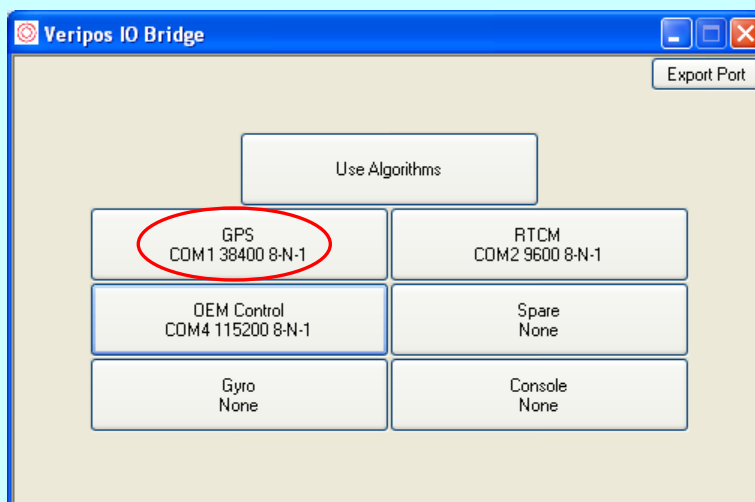 Veripos IO Bridge
Export Port
Use Algorithms
GPS
COM1 38400 8-N-1
RTCM
COM2 9600 8-N-1
OEM Control
COM4 115200 8-N-1
Spare
None
Gyro
None
Console
None